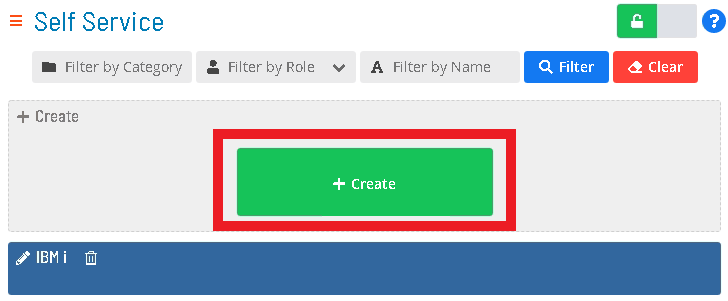 Self Service
Filter by Category Filter by Role Filter by Name Filter Clear
Create
Create
IBM i